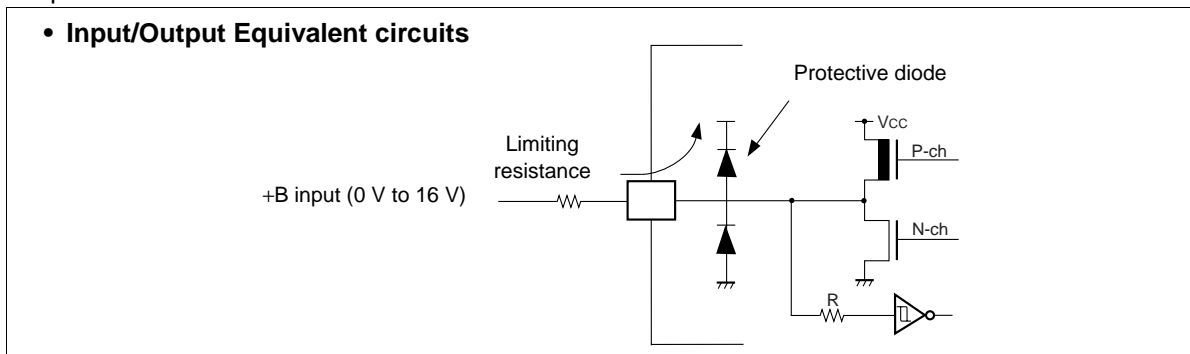 • Input/Output Equivalent circuits
Protective diode
Limiting
resistance
+B input (0 V to 16 V)
VCC
P-ch
N-ch
R